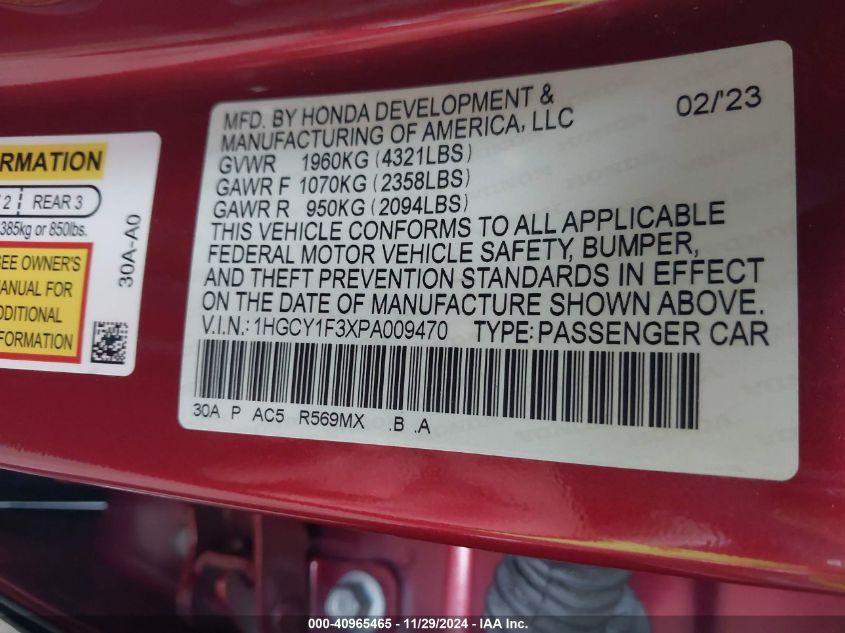 RMATION
2 REAR 3
385kg or 850lbs.
SEE OWNER'S
MANUAL FOR
ADDITIONAL
FORMATION
30A-A0
MFD. BY HONDA DEVELOPMENT & 02/'23
MANUFACTURING OF AMERICA, LLC
GVWR 1960KG (4321LBS)
GAWR F 1070KG (2358LBS)
GAWR R 950KG (2094LBS)
THIS VEHICLE CONFORMS TO ALL APPLICABLE
FEDERAL MOTOR VEHICLE SAFETY, BUMPER,
AND THEFT PREVENTION STANDARDS IN EFFECT
ON THE DATE OF MANUFACTURE SHOWN ABOVE.
V.I.N.: 1HGCY1F3XPA009470 TYPE: PASSENGER CAR
30A P AC5 R569MX .B .A
000-40965465 - 11/29/2024 - IAA Inc.